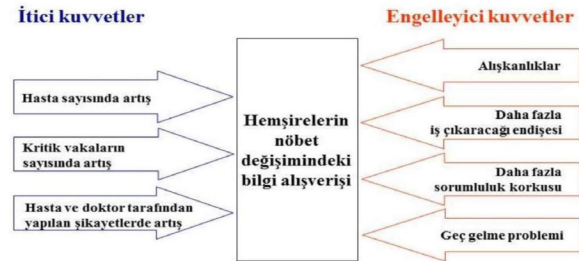 İtici kuvvetler
Engelleyici kuvvetler
Hasta sayısında artış
Kritik vakaların
sayısında artış
Hasta ve doktor tarafından
yapılan şikayetlerde artış
Hemşirelerin
nöbet
değişimindeki
bilgi alışverişi
Alışkanlıklar
Daha fazla
iş çıkaracağı endişesi
Daha fazla
sorumluluk korkusu
Geç gelme problemi